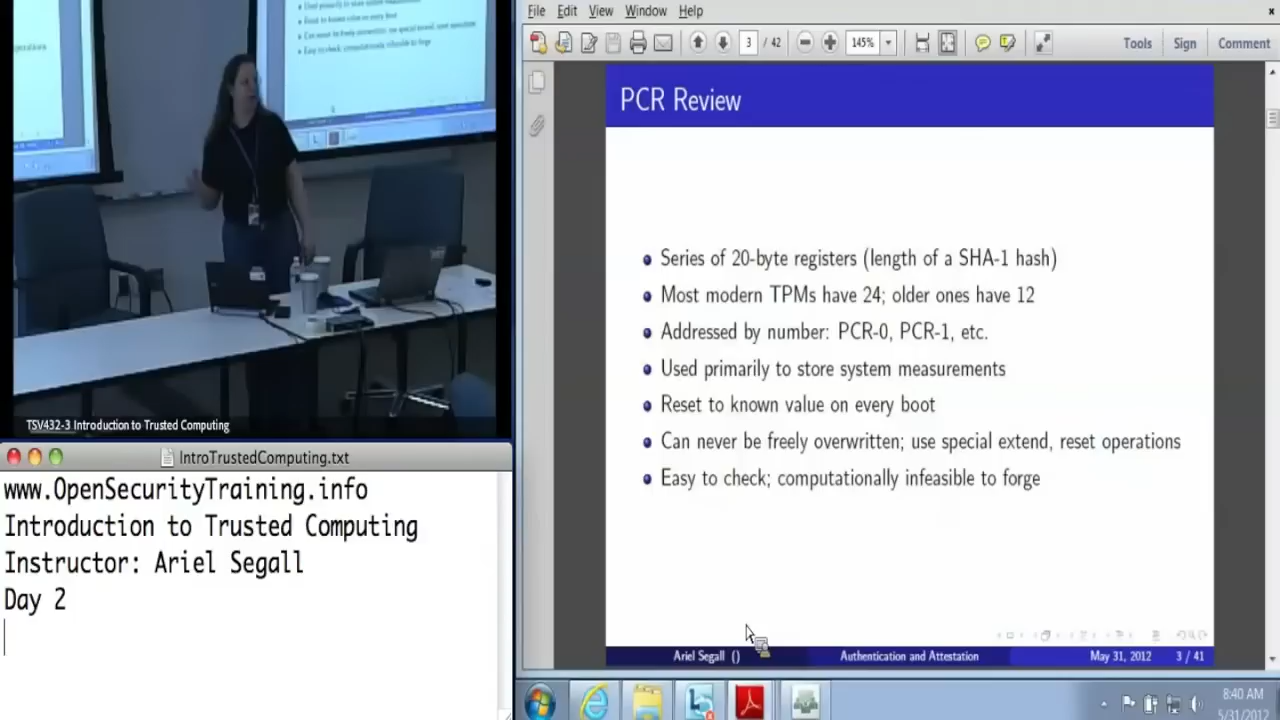 TSV432-3 Introduction to Trusted Computing
IntroTrustedComputing.txt
www.OpenSecurityTraining.info
Introduction to Trusted Computing
Instructor: Ariel Segall
Day 2
File Edit View Window Help
3 / 42 145% Tools Sign Comment
PCR Review
Series of 20-byte registers (length of a SHA-1 hash)
Most modern TPMs have 24; older ones have 12
Addressed by number: PCR-0, PCR-1, etc.
Used primarily to store system measurements
Reset to known value on every boot
Can never be freely overwritten; use special extend, reset operations
Easy to check; computationally infeasible to forge
Ariel Segall () Authentication and Attestation May 31, 2012 3 / 41
8:40 AM
5/31/2012